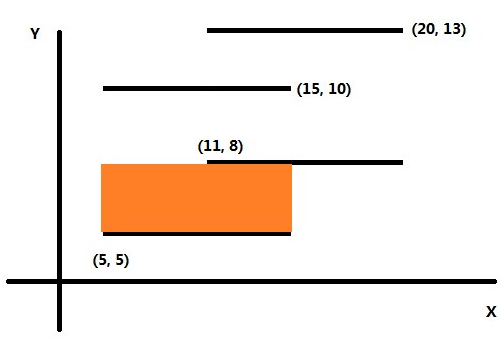 Y
(20, 13)
(15, 10)
(11, 8)
(5, 5)
X